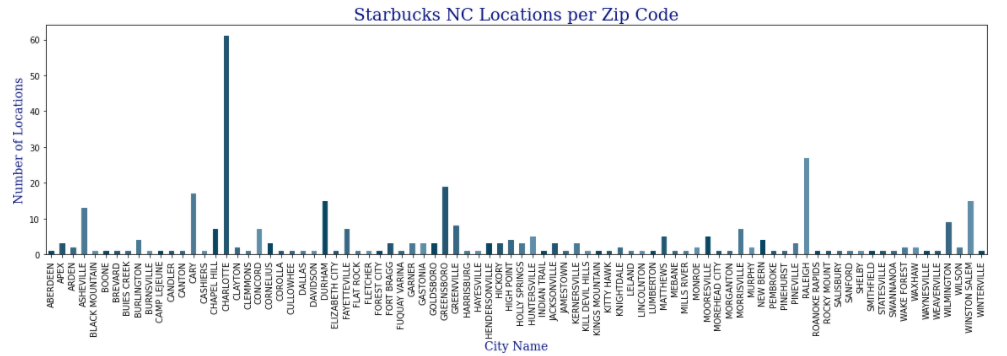 Starbucks NC Locations per Zip Code
Number of Locations
60
50
40
30
20
10
0
ABERDEEN
APEX
ARDEN
ASHEVILLE
BLACK MOUNTAIN
BOONE
BREVARD
BUIES CREEK
BURLINGTON
BURNSVILLE
CAMP LEJEUNE
CANDLER
CANTON
CARY
CASHIERS
CHAPEL HILL
CHARLOTTE
CLAYTON
CLEMMONS
CONCORD
CORNELIUS
COROLLA
CULLOWHEE
DALLAS
DAVIDSON
DURHAM
ELIZABETH CITY
FAYETTEVILLE
FLAT ROCK
FLETCHER
FOREST CITY
FORT BRAGG
FUQUAY VARINA
GARNER
GASTONIA
GOLDSBORO
GREENSBORO
GREENVILLE
HARRISBURG
HAYESVILLE
HENDERSONVILLE
HICKORY
HIGH POINT
HOLLY SPRINGS
HUNTERSVILLE
INDIAN TRAIL
JACKSONVILLE
JAMESTOWN
KERNERSVILLE
KILL DEVIL HILLS
KINGS MOUNTAIN
KITTY HAWK
KNIGHTDALE
LELAND
LINCOLNTON
LUMBERTON
MATTHEWS
MEBANE
MILLS RIVER
MONROE
MOORESVILLE
MOREHEAD CITY
MORGANTON
MORRISVILLE
MURPHY
NEW BERN
PEMBROKE
PINEHURST
PINEVILLE
RALEIGH
ROANOKE RAPIDS
ROCKY MOUNT
SALISBURY
SANFORD
SHELBY
SMITHFIELD
STATESVILLE
SWANNANOA
WAKE FOREST
WAXHAW
WAYNESVILLE
WEAVERVILLE
WILMINGTON
WILSON
WINSTON SALEM
WINTERVILLE
City Name